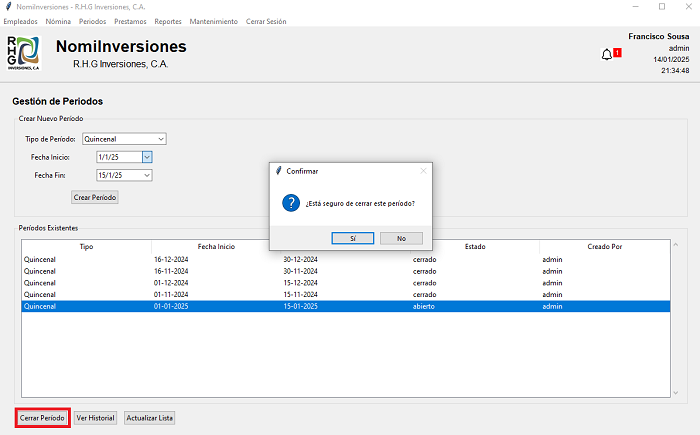 NomiInversiones - R.H.G Inversiones, C.A.
Empleados Nómina Periodos Prestamos Reportes Mantenimiento Cerrar Sesión
R
H
G
INVERSIONES, C.A
NomiInversiones
R.H.G Inversiones, C.A.
1
Francisco Sousa
admin
14/01/2025
21:34:48
Gestión de Periodos
Crear Nuevo Período
Tipo de Período: Quincenal
Fecha Inicio: 1/1/25
Fecha Fin: 15/1/25
Crear Período
Confirmar
? ¿Está seguro de cerrar este período?
Sí No
Períodos Existentes
Tipo Fecha Inicio Estado Creado Por
Quincenal 16-12-2024 30-12-2024 cerrado admin
Quincenal 16-11-2024 30-11-2024 cerrado admin
Quincenal 01-12-2024 15-12-2024 cerrado admin
Quincenal 01-11-2024 15-11-2024 cerrado admin
Quincenal 01-01-2025 15-01-2025 abierto admin
Cerrar Período Ver Historial Actualizar Lista